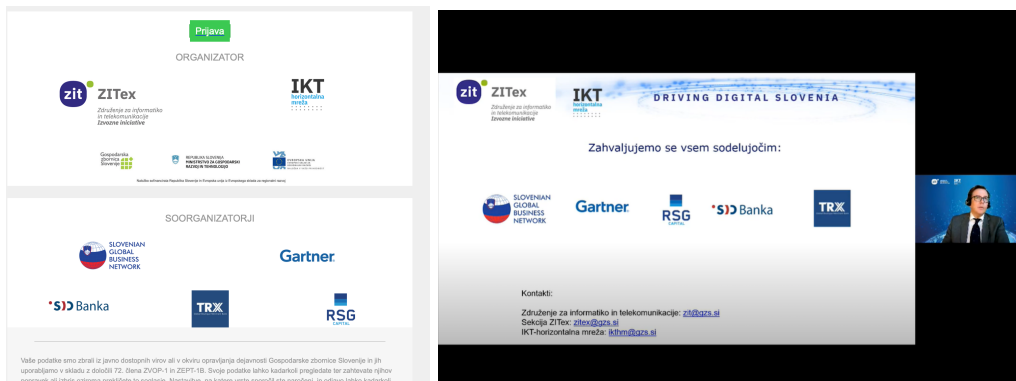 Prijava
ORGANIZATOR
zit
ZITex
Združenje za informatiko
in telekomunikacije
Izvozne iniciative
IKT
horizontalna
mreža
Gospodarska
zbornica
Slovenije
REPUBLIKA SLOVENIJA
MINISTRSTVO ZA GOSPODARSKI
RAZVOJ IN TEHNOLOGIJO
EVROPSKA UNIJA
SOORGANIZATORJI
SLOVENIAN
GLOBAL
BUSINESS
NETWORK
Gartner
SID Banka
TRX
RSG
CAPITAL
Vaše podatke smo zbrali iz javno dostopnih virov ali v okviru opravljanja dejavnosti Gospodarske zbornice Slovenije in jih
uporabljamo v skladu z določili 72. člena ZVOP-1 in ZEPT-1B. Svoje podatke lahko kadarkoli pregledate ter zahtevate njihov
zit
ZITex
Združenje za informatiko
in telekomunikacije
Izvozne iniciative
IKT
horizontalna
mreža
DRIVING DIGITAL SLOVENIA
Zahvaljujemo se vsem sodelujočim:
SLOVENIAN
GLOBAL
BUSINESS
NETWORK
Gartner
RSG
CAPITAL
SID Banka
TRX
Kontakti:
Združenje za informatiko in telekomunikacije: zit@gzs.si
Sekcija ZITex: zitex@gzs.si
IKT-horizontalna mreža: ikthm@gzs.si